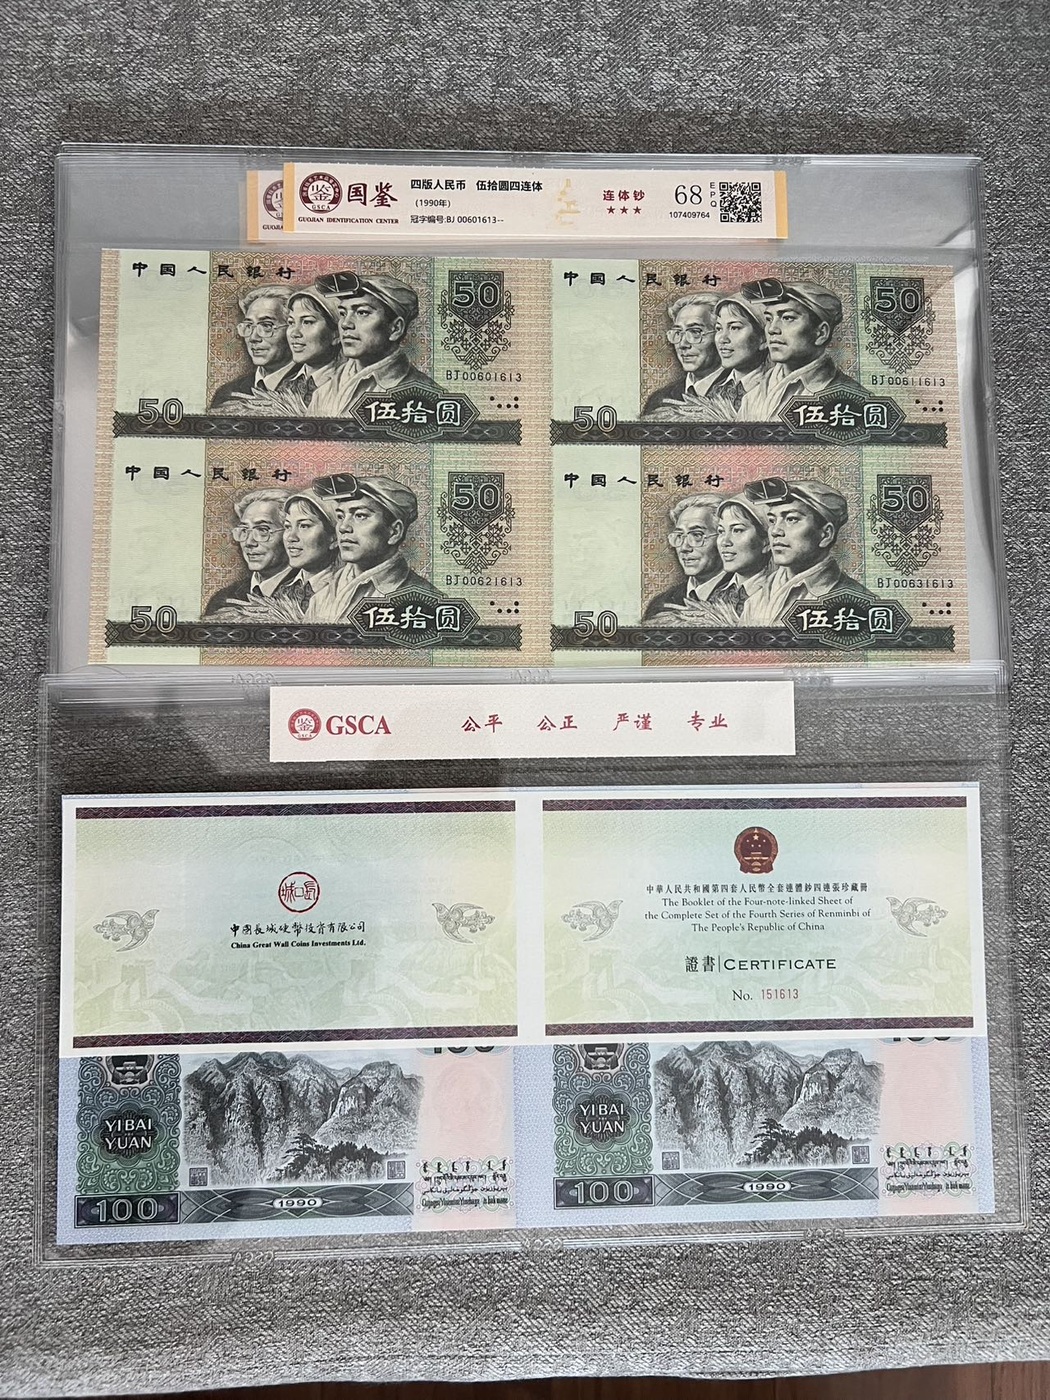 国鉴
GSCA
GUOJIAN IDENTIFICATION CENTER
四版人民币 伍拾圆四连体
（1990年）
冠字编号:BJ 00601613--
连体钞
★★★
68
EPQ
107409764
中国人民银行
50
BJ00601613
50
伍拾圆
中国人民银行
50
BJ00611613
50
伍拾圆
中国人民银行
50
BJ00621613
50
伍拾圆
中国人民银行
50
BJ00631613
50
伍拾圆
GSCA 公平 公正 严谨 专业
中國長城硬幣投資有限公司
China Great Wall Coins Investments Ltd.
中華人民共和國第四套人民幣全套連體鈔四連張珍藏冊
The Booklet of the Four-note-linked Sheet of
the Complete Set of the Fourth Series of Renminbi of
The People's Republic of China
證書|CERTIFICATE
No. 151613
YIBAI
YUAN
100
1990
YIBAI
YUAN
100
1990